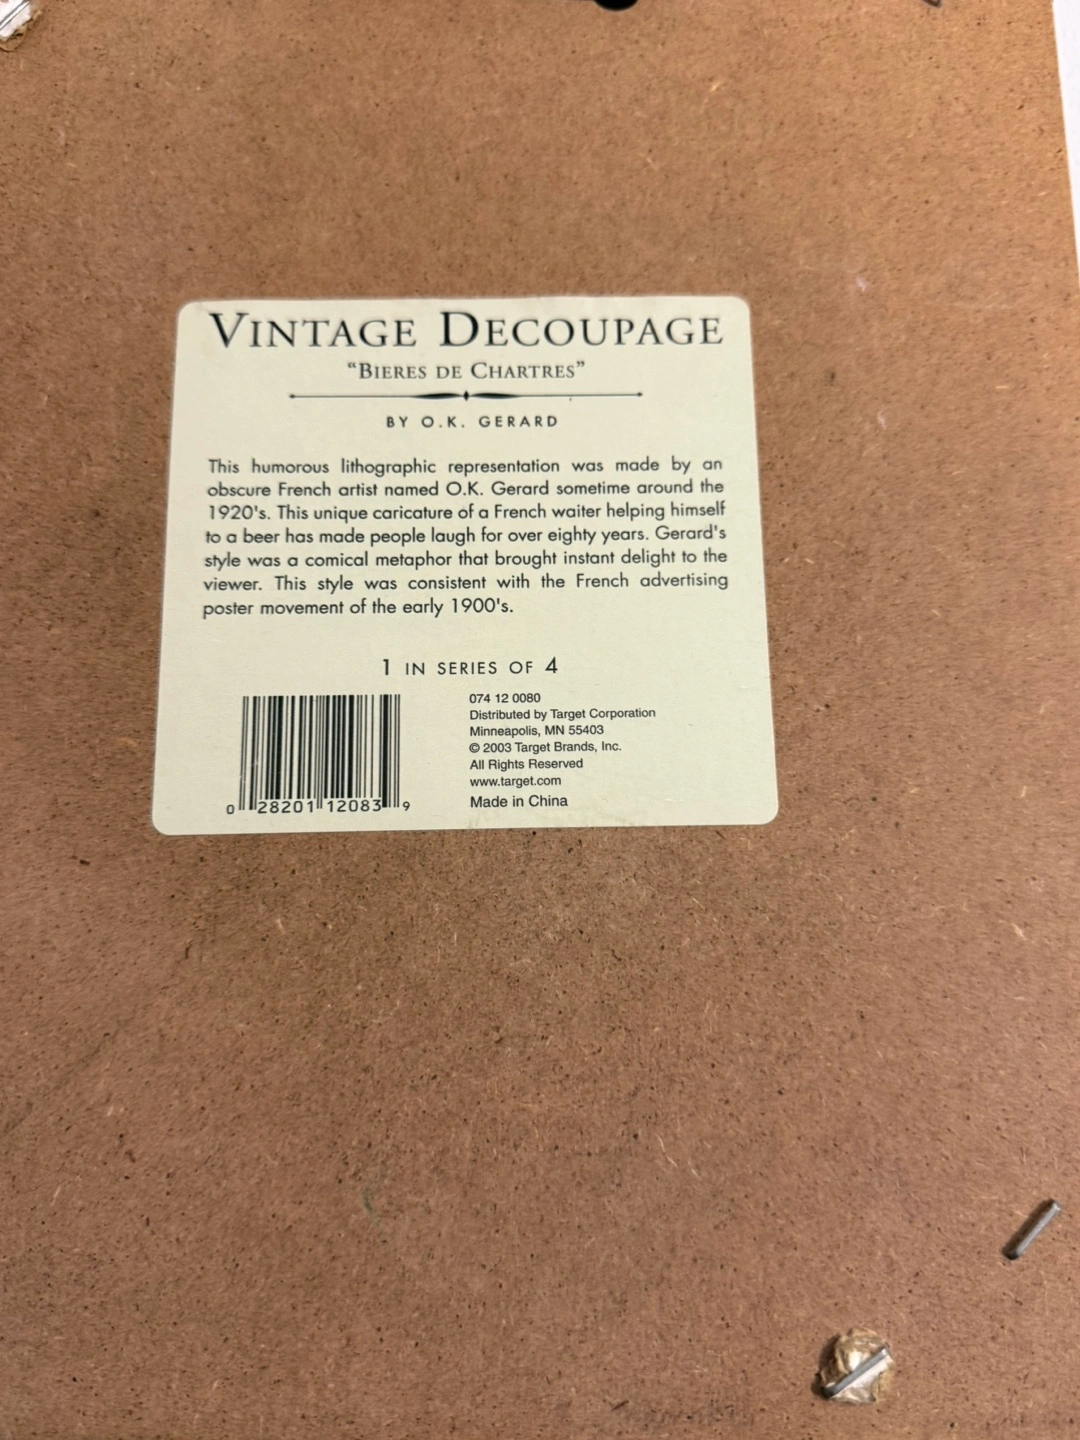 VINTAGE DECOUPAGE
“BIERES DE CHARTRES”
BY O.K. GERARD
This humorous lithographic representation was made by an
obscure French artist named O.K. Gerard sometime around the
1920's. This unique caricature of a French waiter helping himself
to a beer has made people laugh for over eighty years. Gerard's
style was a comical metaphor that brought instant delight to the
viewer. This style was consistent with the French advertising
poster movement of the early 1900's.
1 IN SERIES OF 4
074 12 0080
Distributed by Target Corporation
Minneapolis, MN 55403
© 2003 Target Brands, Inc.
All Rights Reserved
www.target.com
Made in China
0 28201 12083 9